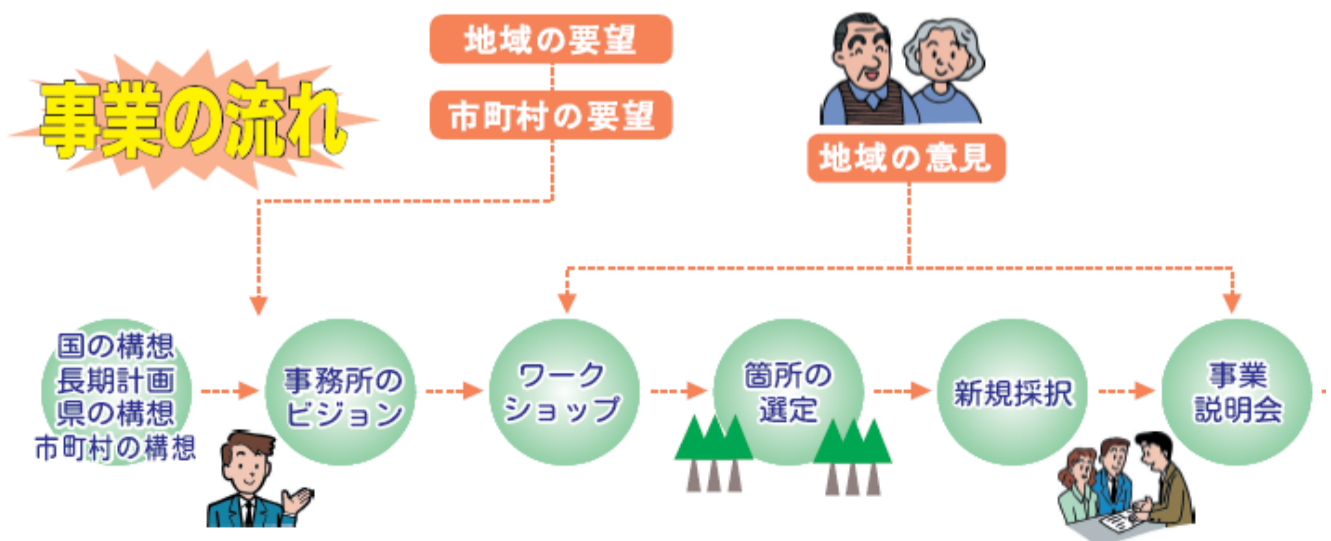 事業の流れ
地域の要望
市町村の要望
地域の意見
国の構想
長期計画
県の構想
市町村の構想
事務所の
ビジョン
ワーク
ショップ
箇所の
選定
新規採択
事業
説明会